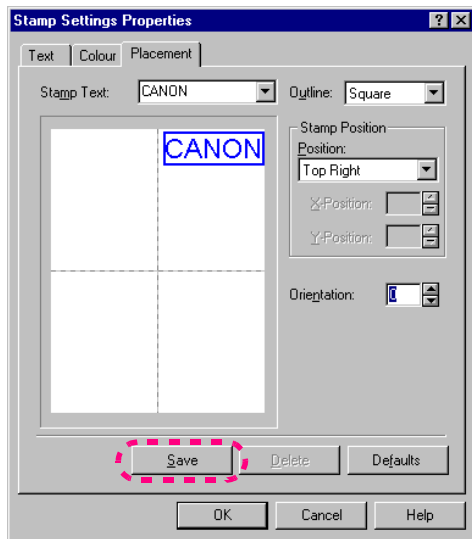 Stamp Settings Properties
Text Colour Placement
Stamp Text: CANON Outline: Square
CANON
Stamp Position
Position:
Top Right
X-Position:
Y-Position:
Orientation: 0
Save Delete Defaults
OK Cancel Help